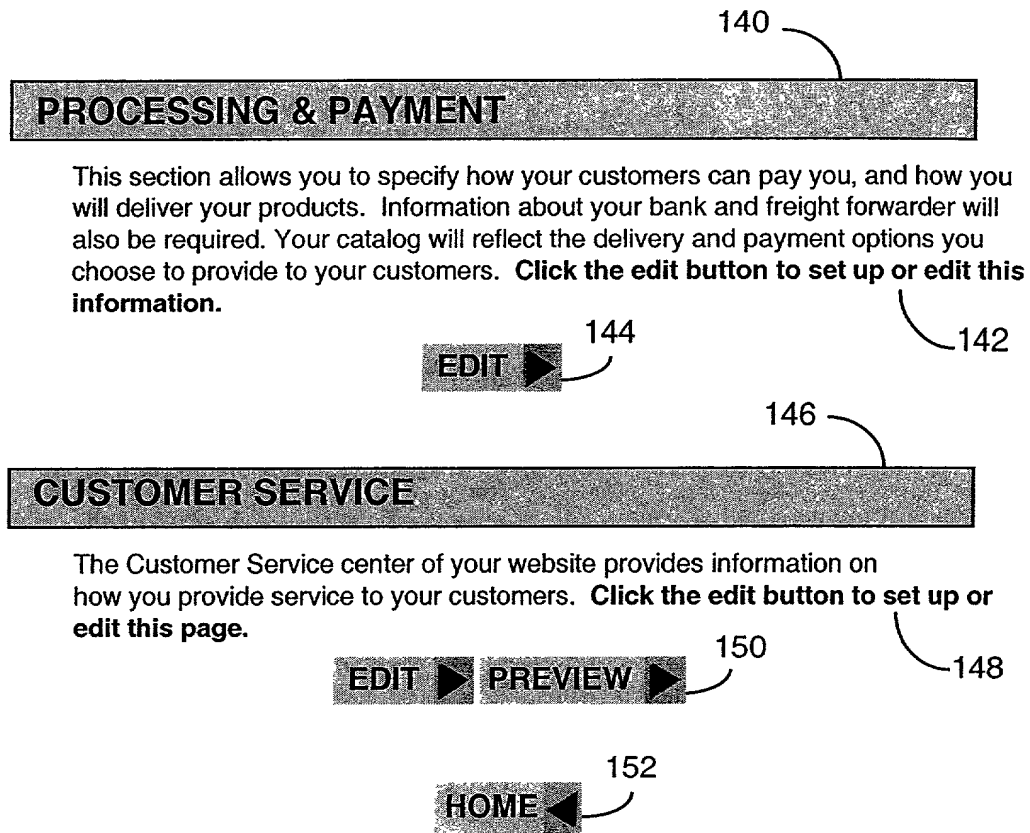 140
PROCESSING & PAYMENT
This section allows you to specify how your customers can pay you, and how you
will deliver your products. Information about your bank and freight forwarder will
also be required. Your catalog will reflect the delivery and payment options you
choose to provide to your customers. Click the edit button to set up or edit this
information.
142
144
EDIT
146
CUSTOMER SERVICE
The Customer Service center of your website provides information on
how you provide service to your customers. Click the edit button to set up or
edit this page.
148
150
EDIT PREVIEW
152
HOME